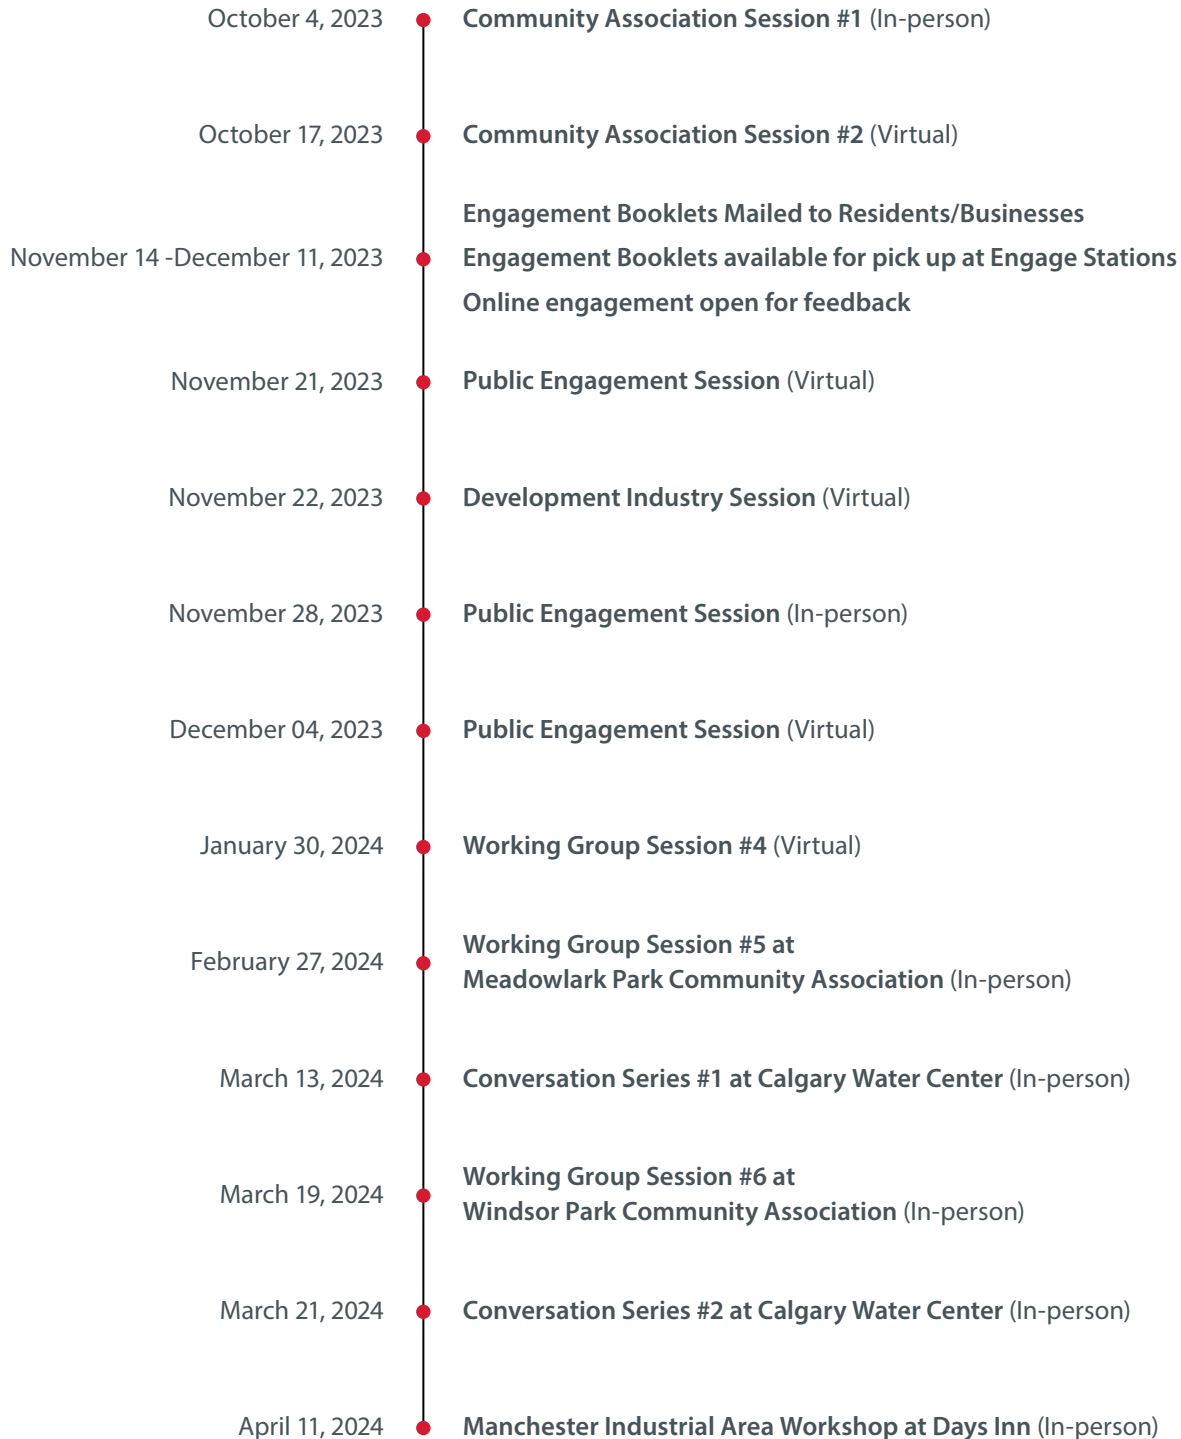 October 4, 2023 Community Association Session #1 (In-person)
October 17, 2023 Community Association Session #2 (Virtual)
Engagement Booklets Mailed to Residents/Businesses
November 14 -December 11, 2023 Engagement Booklets available for pick up at Engage Stations
Online engagement open for feedback
November 21, 2023 Public Engagement Session (Virtual)
November 22, 2023 Development Industry Session (Virtual)
November 28, 2023 Public Engagement Session (In-person)
December 04, 2023 Public Engagement Session (Virtual)
January 30, 2024 Working Group Session #4 (Virtual)
February 27, 2024 Working Group Session #5 at
Meadowlark Park Community Association (In-person)
March 13, 2024 Conversation Series #1 at Calgary Water Center (In-person)
March 19, 2024 Working Group Session #6 at
Windsor Park Community Association (In-person)
March 21, 2024 Conversation Series #2 at Calgary Water Center (In-person)
April 11, 2024 Manchester Industrial Area Workshop at Days Inn (In-person)